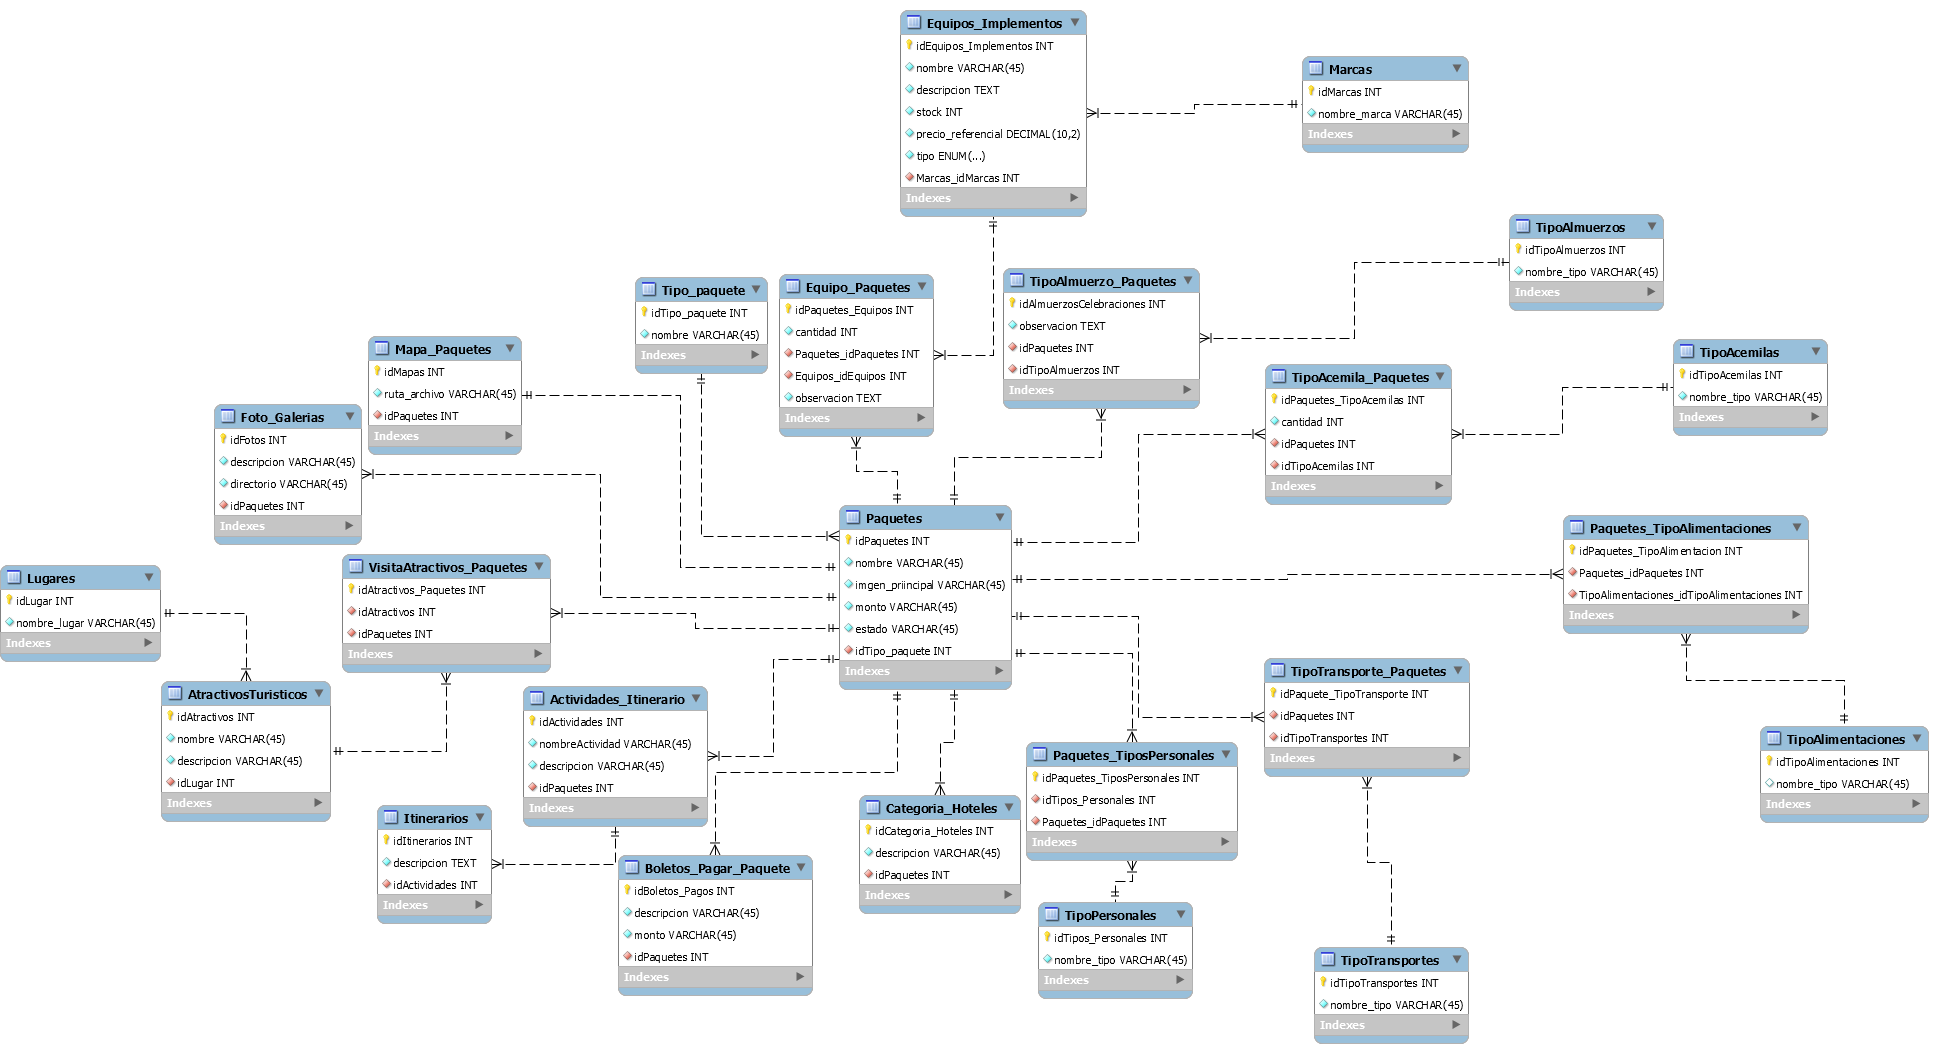 Equipos_Implementos
idEquipos_Implementos INT
nombre VARCHAR(45)
descripcion TEXT
stock INT
precio_referencial DECIMAL(10,2)
tipo ENUM(...)
Marcas_idMarcas INT
Indexes
Marcas
idMarcas INT
nombre_marca VARCHAR(45)
Indexes
TipoAlmuerzos
idTipoAlmuerzos INT
nombre_tipo VARCHAR(45)
Indexes
Tipo_paquete
idTipo_paquete INT
nombre VARCHAR(45)
Indexes
Equipo_Paquetes
idPaquetes_Equipos INT
cantidad INT
Paquetes_idPaquetes INT
Equipos_idEquipos INT
observacion TEXT
Indexes
TipoAlmuerzo_Paquetes
idAlmuerzosCelebraciones INT
observacion TEXT
idPaquetes INT
idTipoAlmuerzos INT
Indexes
Mapa_Paquetes
idMapas INT
ruta_archivo VARCHAR(45)
idPaquetes INT
Indexes
TipoAcemilas
idTipoAcemilas INT
nombre_tipo VARCHAR(45)
Indexes
TipoAcemila_Paquetes
idPaquetes_TipoAcemilas INT
cantidad INT
idPaquetes INT
idTipoAcemilas INT
Indexes
Foto_Galerias
idFotos INT
descripcion VARCHAR(45)
directorio VARCHAR(45)
idPaquetes INT
Indexes
Paquetes
idPaquetes INT
nombre VARCHAR(45)
imgen_priincipal VARCHAR(45)
monto VARCHAR(45)
estado VARCHAR(45)
idTipo_paquete INT
Indexes
Paquetes_TipoAlimentaciones
idPaquetes_TipoAlimentacion INT
Paquetes_idPaquetes INT
TipoAlimentaciones_idTipoAlimentaciones INT
Indexes
Lugares
idLugar INT
nombre_lugar VARCHAR(45)
Indexes
VisitaAtractivos_Paquetes
idAtractivos_Paquetes INT
idAtractivos INT
idPaquetes INT
Indexes
AtractivosTuristicos
idAtractivos INT
nombre VARCHAR(45)
descripcion VARCHAR(45)
idLugar INT
Indexes
Actividades_Itinerario
idActividades INT
nombreActividad VARCHAR(45)
descripcion VARCHAR(45)
idPaquetes INT
Indexes
TipoTransporte_Paquetes
idPaquete_TipoTransporte INT
idPaquetes INT
idTipoTransportes INT
Indexes
TipoAlimentaciones
idTipoAlimentaciones INT
nombre_tipo VARCHAR(45)
Indexes
Paquetes_TiposPersonales
idPaquetes_TiposPersonales INT
idTipos_Personales INT
Paquetes_idPaquetes INT
Indexes
Categoria_Hoteles
idCategoria_Hoteles INT
descripcion VARCHAR(45)
idPaquetes INT
Indexes
Itinerarios
idItinerarios INT
descripcion TEXT
idActividades INT
Indexes
Boletos_Pagar_Paquete
idBoletos_Pagos INT
descripcion VARCHAR(45)
monto VARCHAR(45)
idPaquetes INT
Indexes
TipoPersonales
idTipos_Personales INT
nombre_tipo VARCHAR(45)
Indexes
TipoTransportes
idTipoTransportes INT
nombre_tipo VARCHAR(45)
Indexes